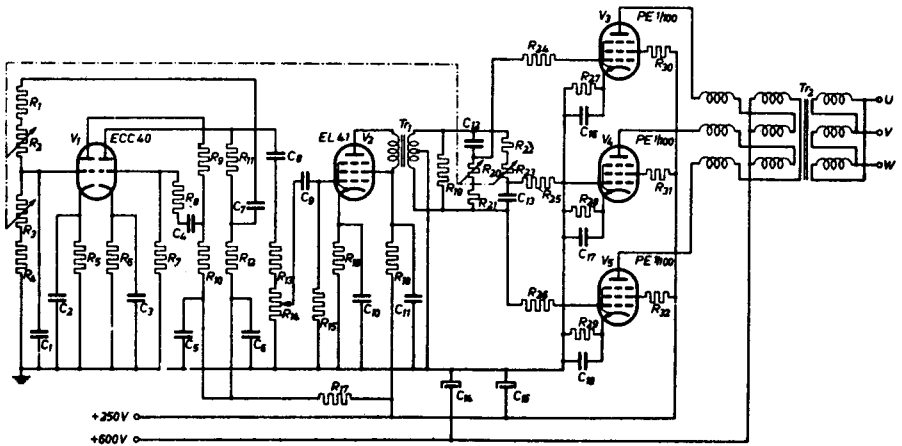 V3
PE 1/100
R24
R30
R27
C16
Tr2
U
V
W
R1
R2
V1
ECC 40
R9
R11
C8
EL 41
V2
Tr1
C12
R20
R22
R19
R21
C13
R25
V4
PE 1/100
R31
R28
C17
R3
R8
C4
C7
C9
R4
R5
R6
R7
R10
R12
R13
R14
R15
R16
R18
R26
V5
PE 1/100
R32
R29
C18
C1
C2
C3
C5
C6
C10
C11
R17
C14
C15
+250V
+600V